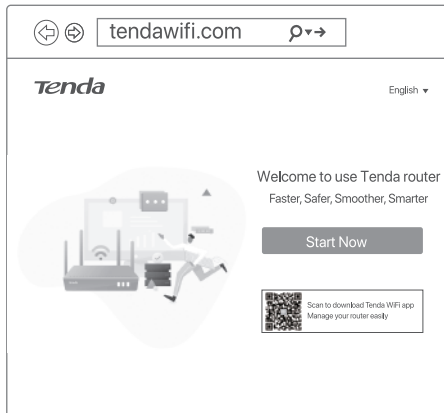 tendawifi.com
Tenda
English
Welcome to use Tenda router
Faster, Safer, Smoother, Smarter
Start Now
Scan to download Tenda WiFi app
Manage your router easily